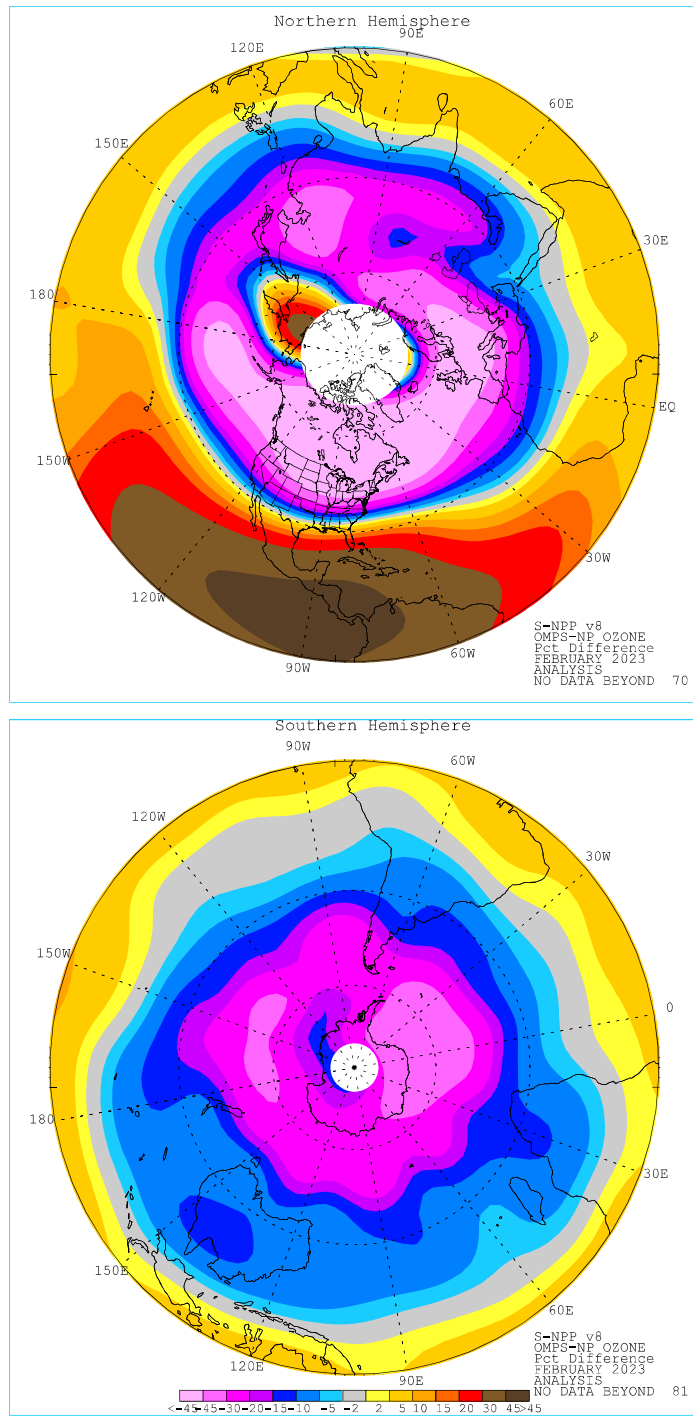 Northern Hemisphere
90E
120E
60E
150E
30E
180
EQ
150W
30W
120W
60W
90W
S-NPP v8
OMPS-NP OZONE
Pct Difference
FEBRUARY 2023
ANALYSIS
NO DATA BEYOND 70
Southern Hemisphere
90W
60W
120W
30W
150W
0
180
30E
150E
60E
120E
90E
S-NPP v8
OMPS-NP OZONE
Pct Difference
FEBRUARY 2023
ANALYSIS
NO DATA BEYOND 81
<-45 -45 -30 -20 -15 -10 -5 -2 2 5 10 15 20 30 45 >45